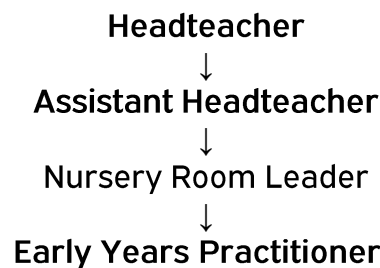 Headteacher
↓
Assistant Headteacher
↓
Nursery Room Leader
↓
Early Years Practitioner